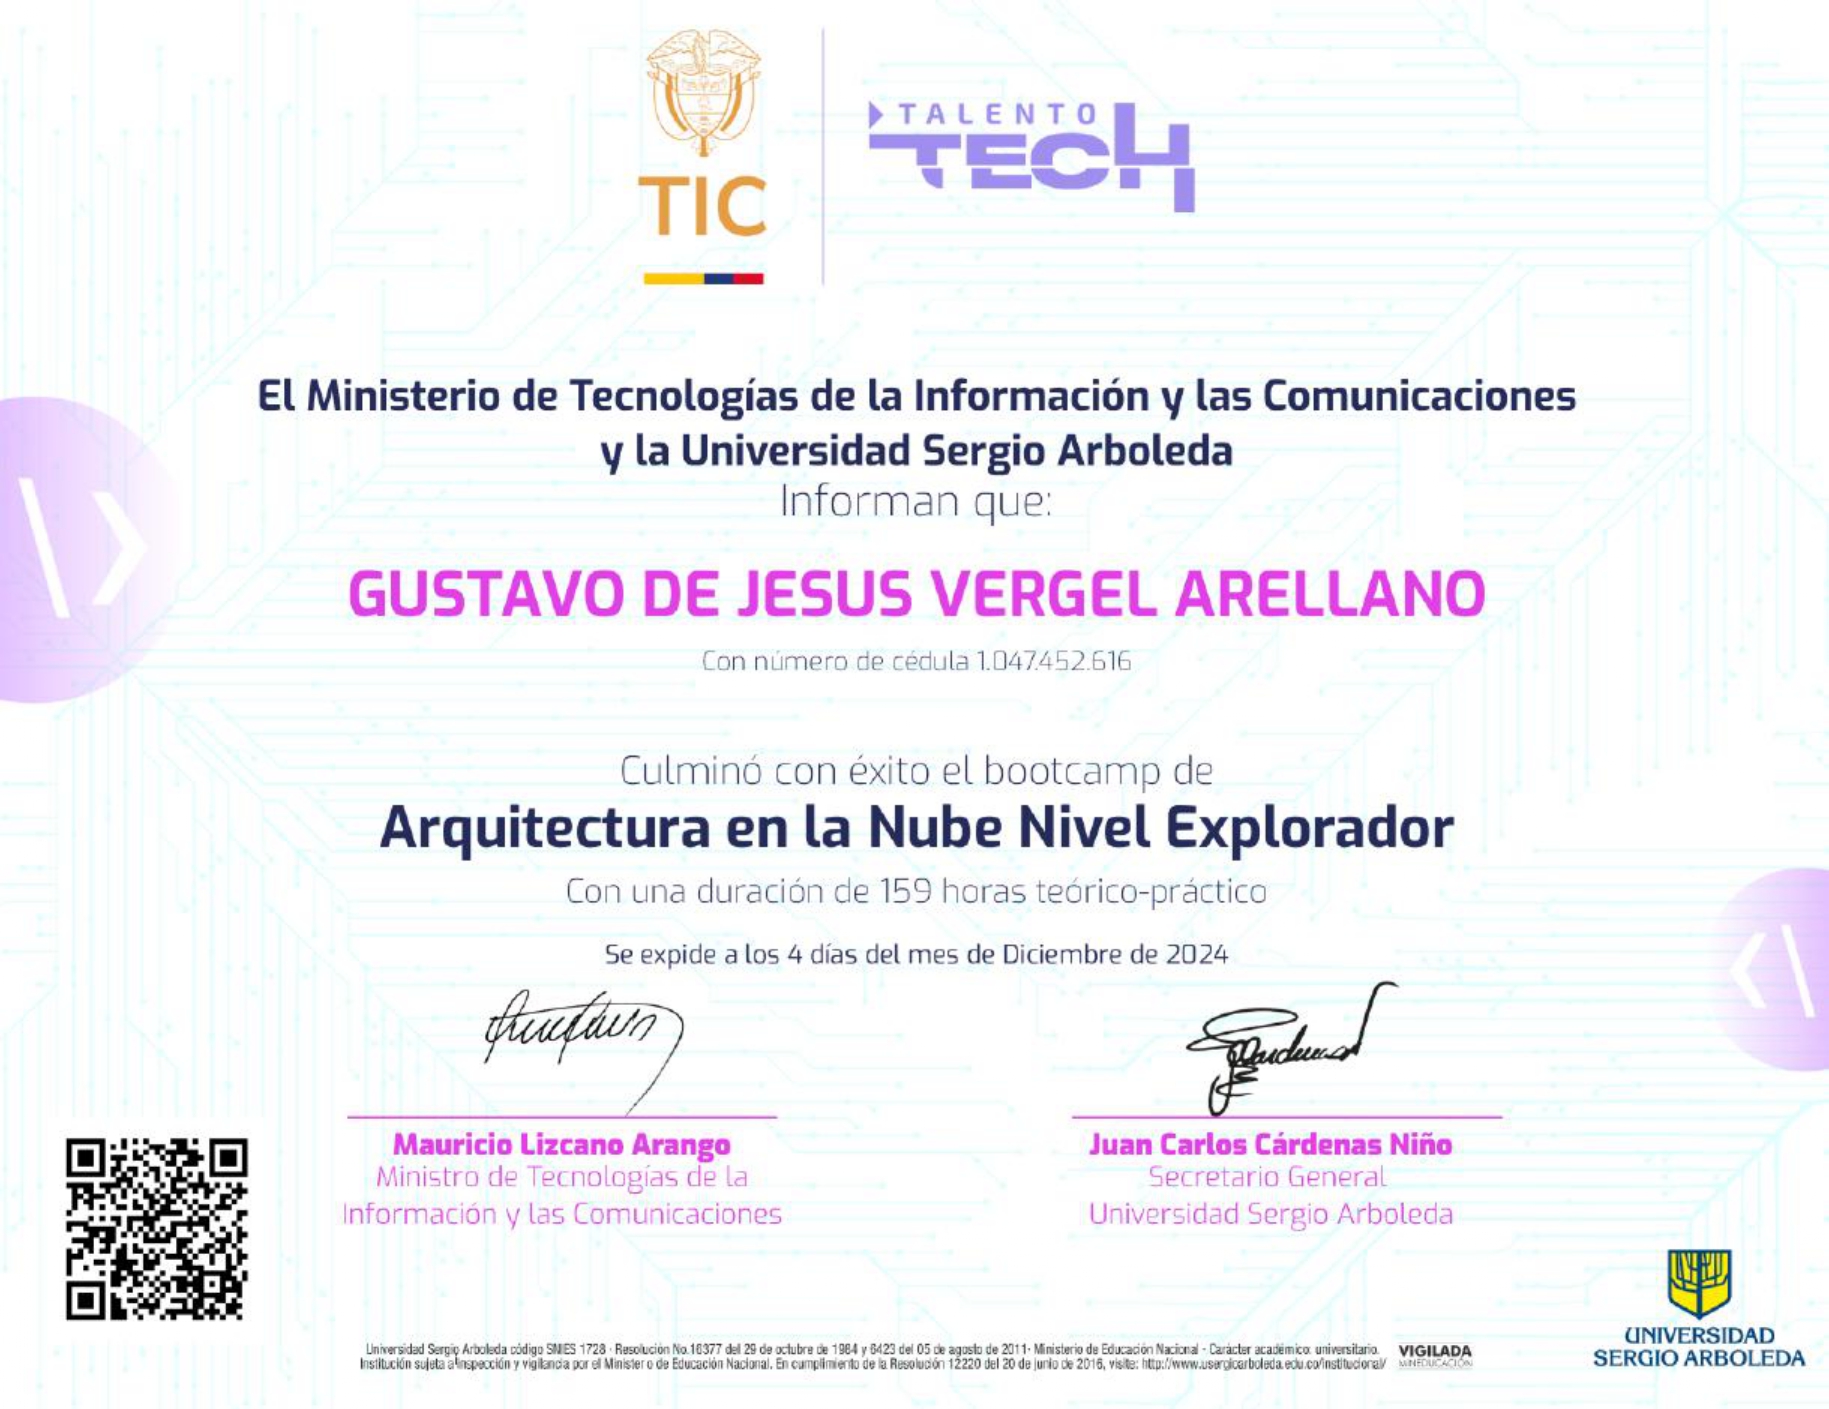 TIC
TALENTO
TECH
El Ministerio de Tecnologías de la Información y las Comunicaciones
y la Universidad Sergio Arboleda
Informan que:
GUSTAVO DE JESUS VERGEL ARELLANO
Con número de cédula 1.047.452.616
Culminó con éxito el bootcamp de
Arquitectura en la Nube Nivel Explorador
Con una duración de 159 horas teórico-práctico
Se expide a los 4 días del mes de Diciembre de 2024
Mauricio Lizcano Arango
Ministro de Tecnologías de la
Información y las Comunicaciones
Juan Carlos Cárdenas Niño
Secretario General
Universidad Sergio Arboleda
Universidad Sergio Arboleda código SNIES 1728 - Resolución No.16377 del 29 de octubre de 1984 y 6423 del 05 de agosto de 2011- Ministerio de Educación Nacional - Carácter académico: universitario.
Institución sujeta a inspección y vigilancia por el Ministerio de Educación Nacional. En cumplimiento de la Resolución 12220 del 20 de junio de 2016, visite: http://www.usergioarboleda.edu.co/institucional/
VIGILADA
MINEDUCACIÓN
UNIVERSIDAD
SERGIO ARBOLEDA